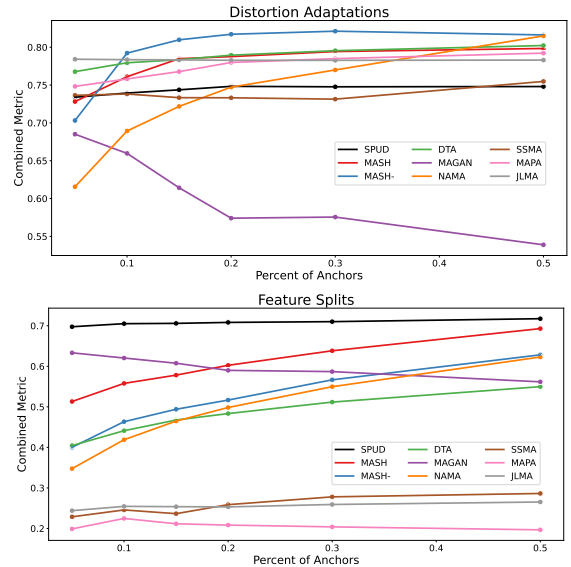 Distortion Adaptations
Combined Metric
0.80
0.75
0.70
0.65
0.60
0.55
SPUD DTA SSMA
MASH MAGAN MAPA
MASH- NAMA JLMA
0.1 0.2 0.3 0.4 0.5
Percent of Anchors
Feature Splits
Combined Metric
0.7
0.6
0.5
0.4
0.3
0.2
SPUD DTA SSMA
MASH MAGAN MAPA
MASH- NAMA JLMA
0.1 0.2 0.3 0.4 0.5
Percent of Anchors